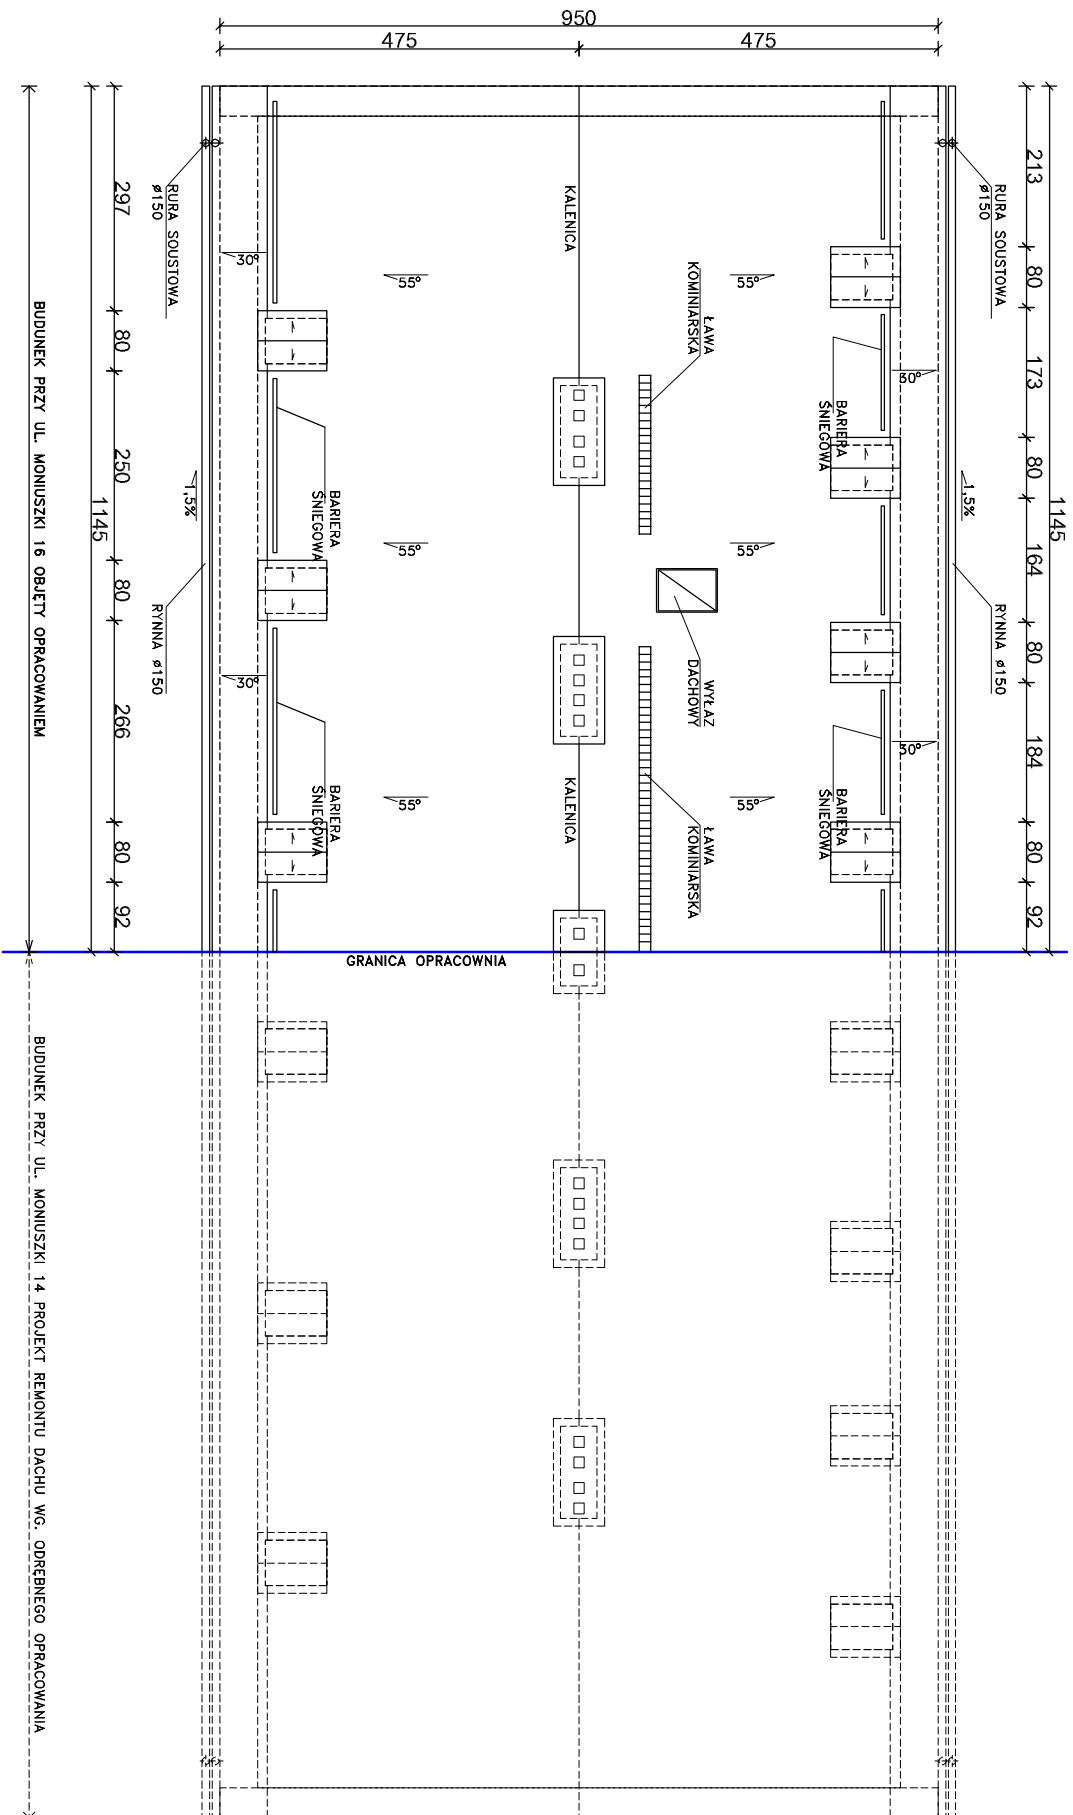 950
475
475
1145
213
80
173
80
164
80
184
80
92
RURA SOUSTOWA
ø150
RYNNA ø150
1,5%
30°
30°
BARIERA
ŚNIEGOWA
BARIERA
ŚNIEGOWA
55°
55°
55°
ŁAWA
KOMINIARSKA
WYŁAZ
DACHOWY
ŁAWA
KOMINIARSKA
KALENICA
KALENICA
55°
55°
55°
BARIERA
ŚNIEGOWA
BARIERA
ŚNIEGOWA
30°
30°
1,5%
RURA SOUSTOWA
ø150
RYNNA ø150
297
80
250
80
266
80
92
1145
GRANICA OPRACOWNIA
BUDUNEK PRZY UL. MONIUSZKI 16 OBJĘTY OPRACOWANIEM
BUDUNEK PRZY UL. MONIUSZKI 14 PROJEKT REMONTU DACHU WG. ODRĘBNEGO OPRACOWANIA